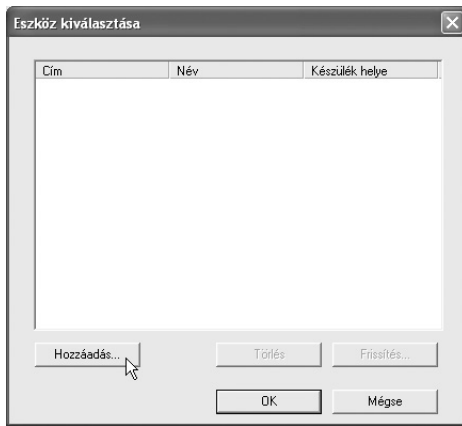 Eszköz kiválasztása
Cím Név Készülék helye
Hozzáadás... Törlés Frissítés...
OK Mégse